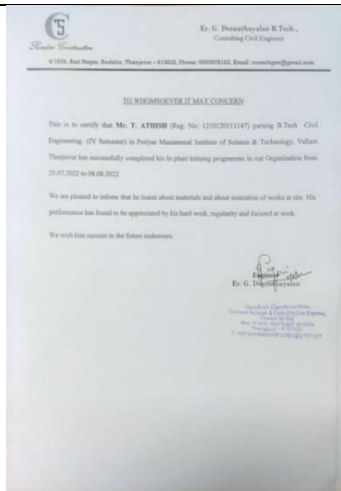 Er. G. Deenathayalan B.Tech.,
Consulting Civil Engineer
TO WHOMSOEVER IT MAY CONCERN
This is to certify that Mr. T. ATHISH (Reg. No: 121012011347) pursing B.Tech Civil
Engineering (IV Semester) in Periyar Maniammai Institute of Science & Technology, Vallam
Thanjavur has successfully completed his In plant training programme in our Organization from
25.07.2022 to 08.08.2022
We are pleased to inform that he learnt about materials and about execution of works at site. His
performance has found to be appreciated by his hard work, regularity and focused at work.
We wish him success in the future endeavors.
Engineer
Er. G. Deenathayalan